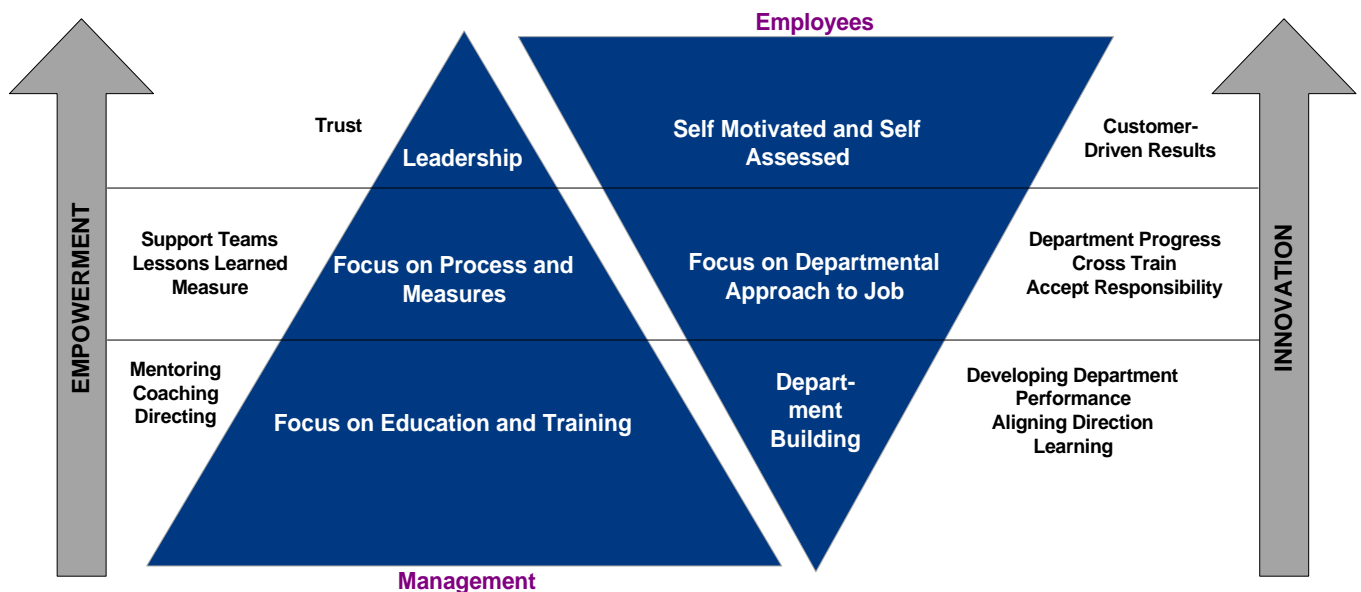 Employees
EMPOWERMENT
Trust
Leadership
Self Motivated and Self
Assessed
Customer-
Driven Results
INNOVATION
Support Teams
Lessons Learned
Measure
Focus on Process and
Measures
Focus on Departmental
Approach to Job
Department Progress
Cross Train
Accept Responsibility
Mentoring
Coaching
Directing
Focus on Education and Training
Depart-
ment
Building
Developing Department
Performance
Aligning Direction
Learning
Management